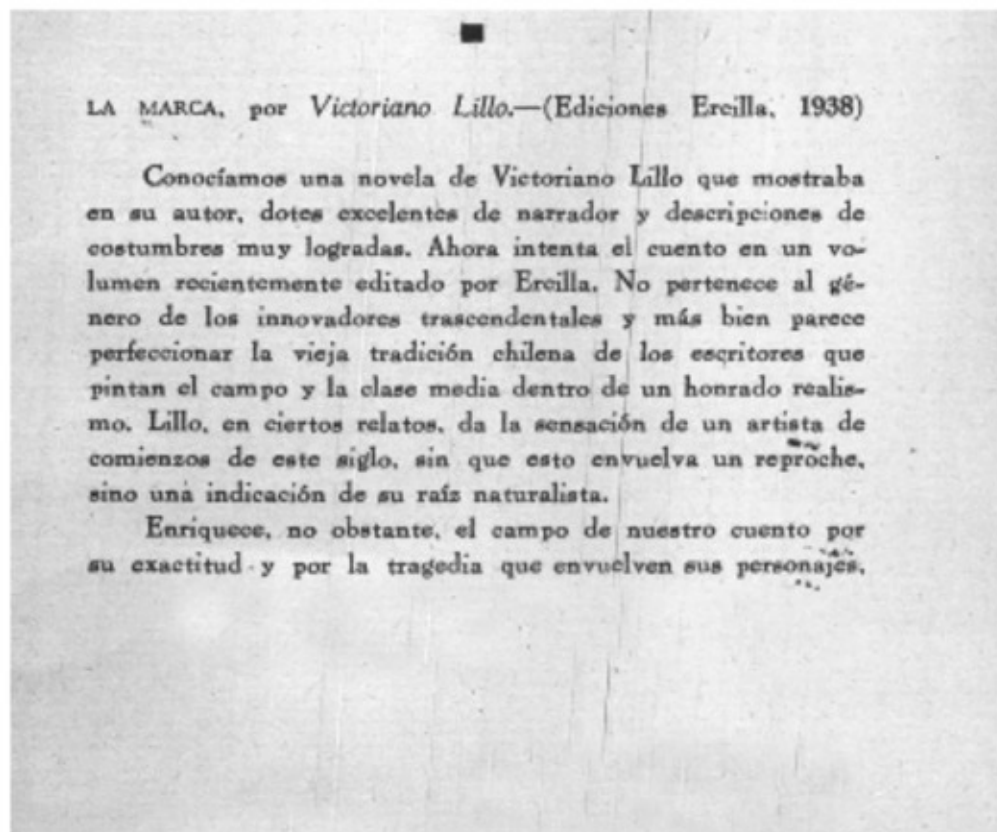 LA MARCA, por Victoriano Lillo.—(Ediciones Ercilla, 1938)
Conocíamos una novela de Victoriano Lillo que mostraba
en su autor, dotes excelentes de narrador y descripciones de
costumbres muy logradas. Ahora intenta el cuento en un vo-
lumen recientemente editado por Ercilla. No pertenece al gé-
nero de los innovadores trascendentales y más bien parece
perfeccionar la vieja tradición chilena de los escritores que
pintan el campo y la clase media dentro de un honrado realis-
mo. Lillo, en ciertos relatos, da la sensación de un artista de
comienzos de este siglo, sin que esto envuelva un reproche,
sino una indicación de su raíz naturalista.
Enriquece, no obstante, el campo de nuestro cuento por
su exactitud y por la tragedia que envuelven sus personajes,